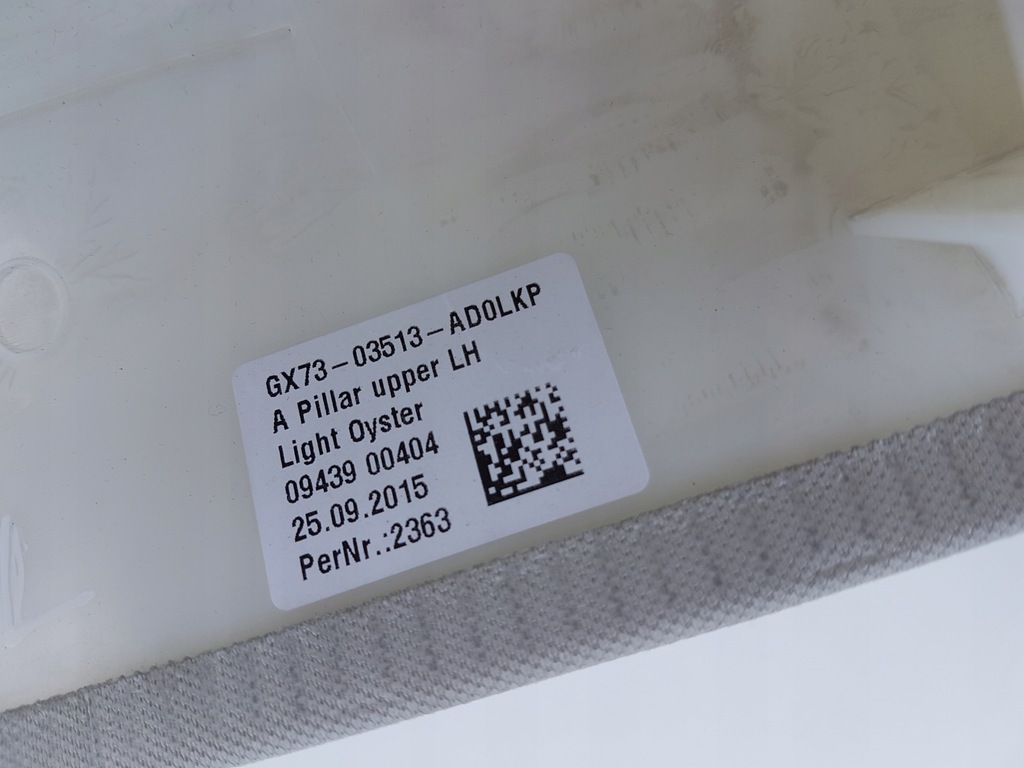 GX73-03513-AD0LKP
A Pillar upper LH
Light Oyster
09439 00404
25.09.2015
PerNr.:2363